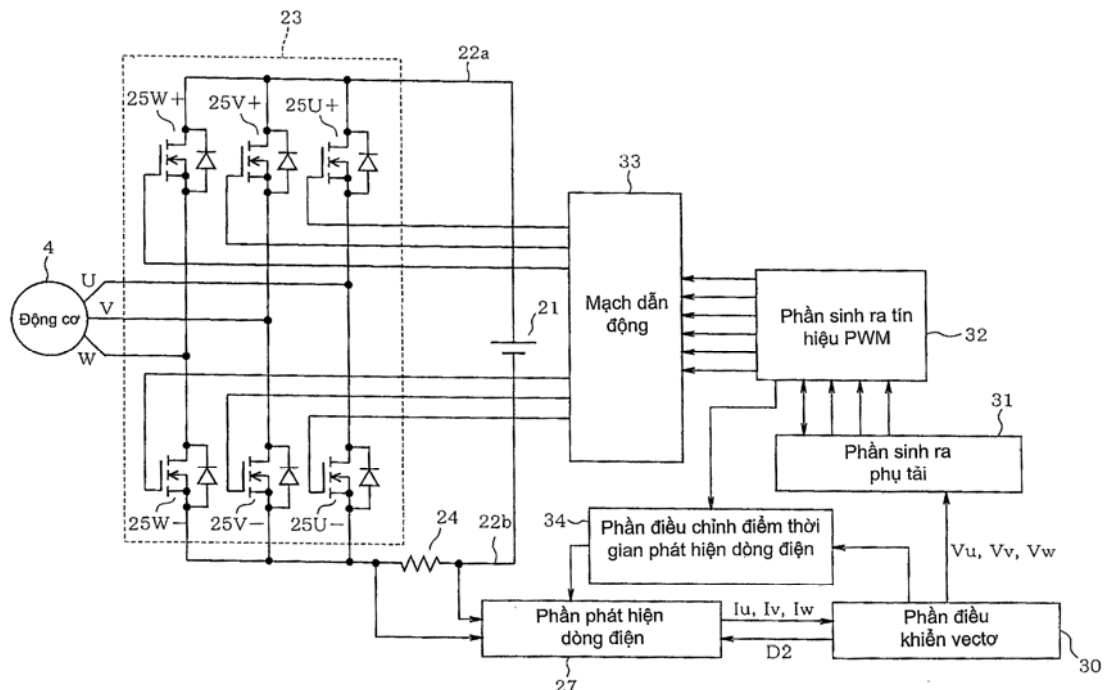 23
22a
25W+
25V+
25U+
33
4
U
V
W
Động cơ
21
Mạch dẫn
động
Phần sinh ra tín
hiệu PWM
32
31
Phần sinh ra
phụ tải
25W-
25V-
25U-
24
22b
34
Phần điều chỉnh điểm thời
gian phát hiện dòng điện
Vu, Vv, Vw
Phần phát hiện
dòng điện
Iu, Iv, Iw
D2
Phần điều
khiển vectơ
27
30